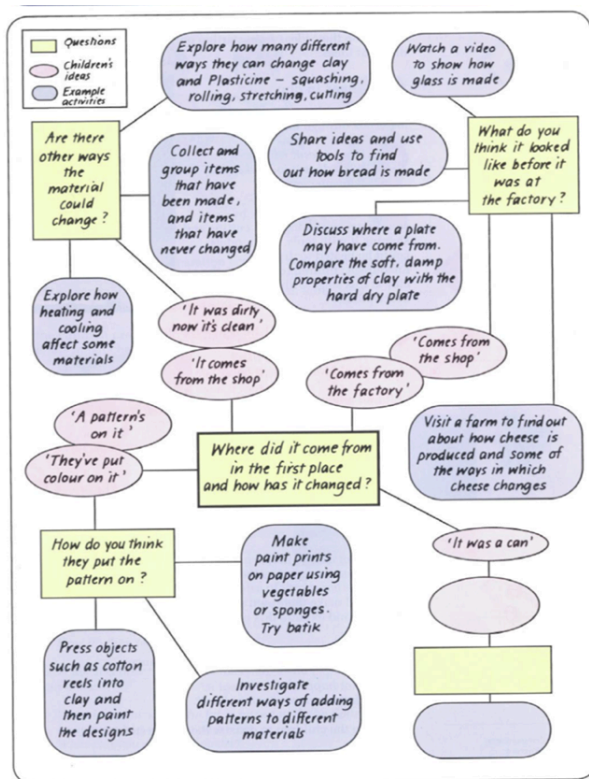 Questions
Children's
ideas
Example
activities
Explore how many different
ways they can change clay
and Plasticine – squashing,
rolling, stretching, cutting
Watch a video
to show how
glass is made
Are there
other ways
the
material
could
change?
Collect and
group items
that have
been made,
and items
that have
never changed
Share ideas and use
tools to find
out how bread is made
What do you
think it looked
like before it
was at
the factory?
Discuss where a plate
may have come from.
Compare the soft, damp
properties of clay with the
hard dry plate
Explore how
heating and
cooling
affect some
materials
'It was dirty
now it's clean'
'It comes
from the shop'
'Comes from
the shop'
'Comes from
the factory'
'A pattern's
on it'
'They've put
colour on it'
Where did it come from
in the first place
and how has it changed?
Visit a farm to find out
about how cheese is
produced and some of
the ways in which
cheese changes
How do you think
they put the
pattern on?
Make
paint prints
on paper using
vegetables
or sponges.
Try batik
'It was a can'
Press objects
such as cotton
reels into
clay and
then paint
the designs
Investigate
different ways of adding
patterns to different
materials